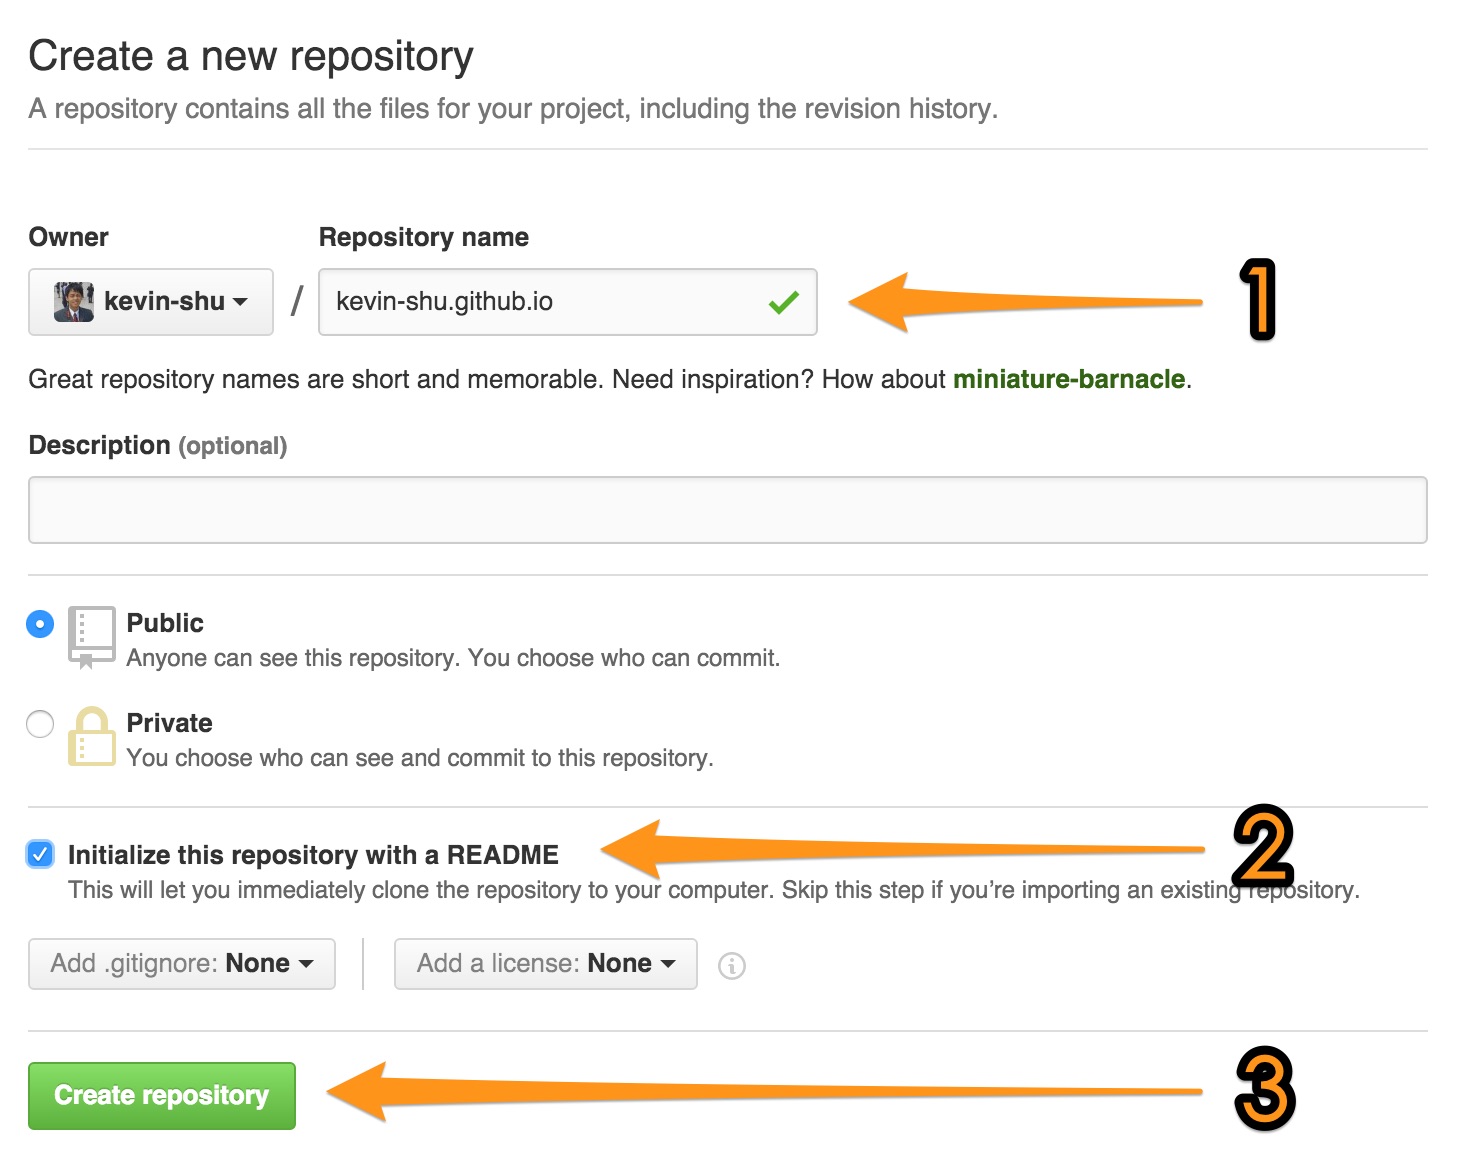 Create a new repository
A repository contains all the files for your project, including the revision history.
Owner Repository name
kevin-shu / kevin-shu.github.io 1
Great repository names are short and memorable. Need inspiration? How about miniature-barnacle.
Description (optional)
Public
Anyone can see this repository. You choose who can commit.
Private
You choose who can see and commit to this repository.
Initialize this repository with a README 2
This will let you immediately clone the repository to your computer. Skip this step if you’re importing an existing repository.
Add .gitignore: None Add a license: None
Create repository 3